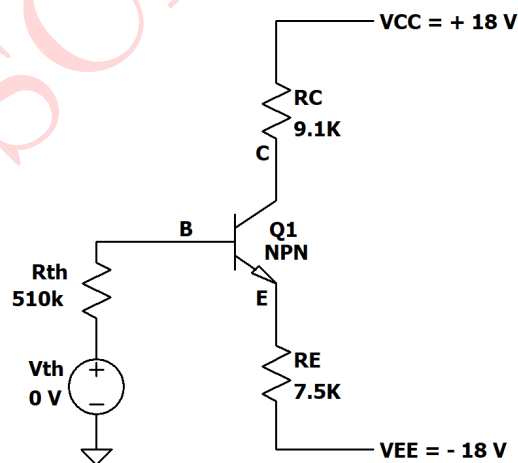 VCC = + 18 V
RC
9.1K
C
B
Q1
NPN
Rth
510k
E
Vth
0 V
RE
7.5K
VEE = - 18 V